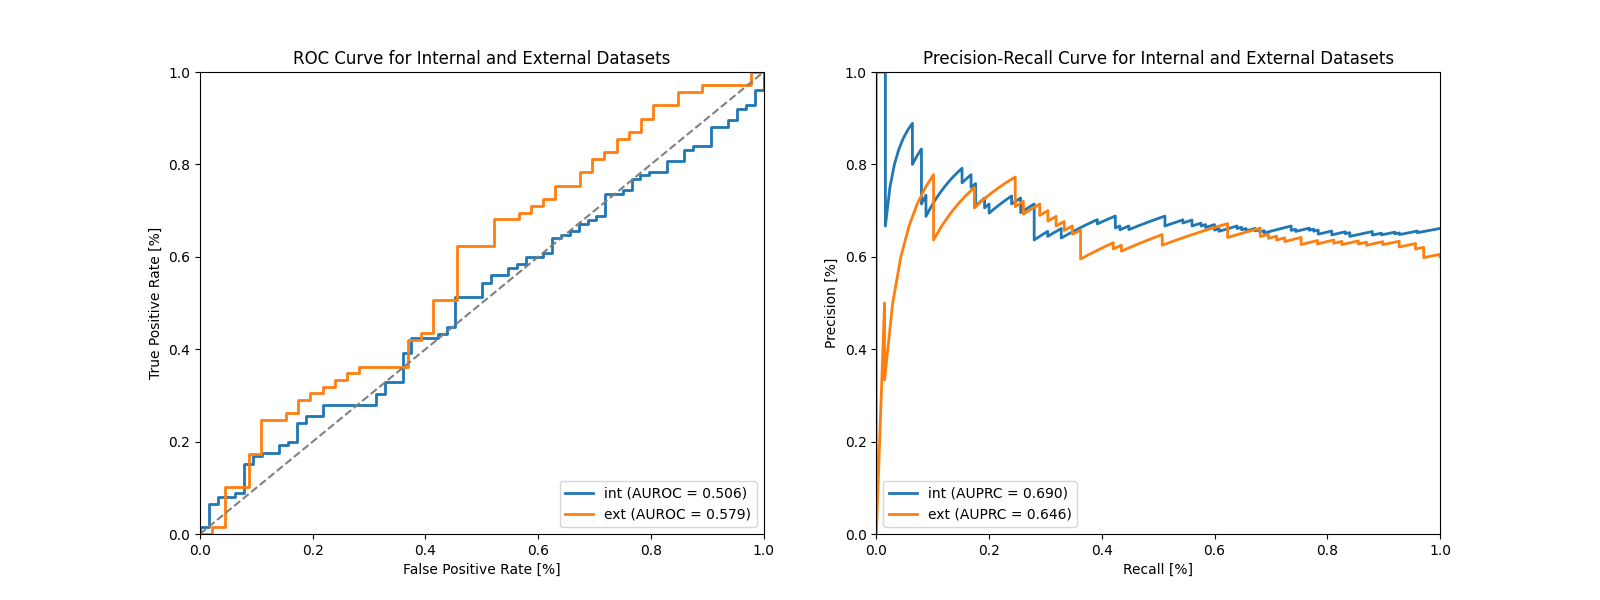 ROC Curve for Internal and External Datasets
True Positive Rate [%]
1.0
0.8
0.6
0.4
0.2
0.0
int (AUROC = 0.506)
ext (AUROC = 0.579)
0.0 0.2 0.4 0.6 0.8 1.0
False Positive Rate [%]
Precision-Recall Curve for Internal and External Datasets
Precision [%]
1.0
0.8
0.6
0.4
0.2
0.0
int (AUPRC = 0.690)
ext (AUPRC = 0.646)
0.0 0.2 0.4 0.6 0.8 1.0
Recall [%]